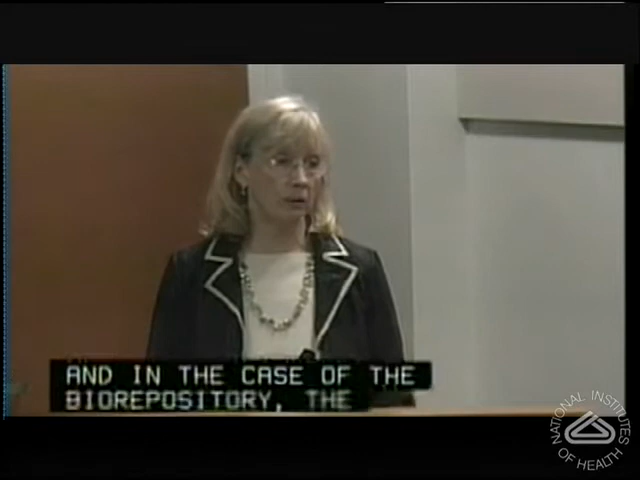 AND IN THE CASE OF THE
BIOREPOSITORY, THE
NATIONAL INSTITUTES
OF HEALTH